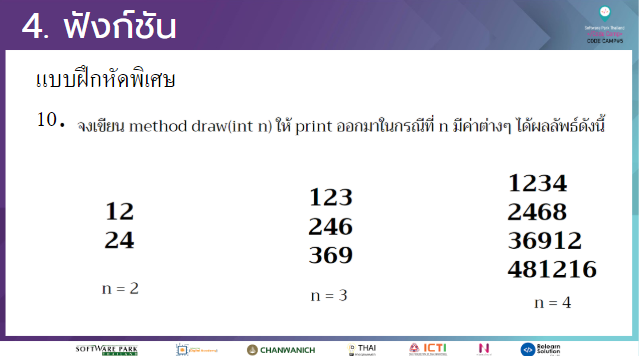 4. ฟังก์ชัน
CODE CAMPUS
แบบฝึกหัดพิเศษ
10. จงเขียน method draw(int n) ให้ print ออกมาในกรณีที่ n มีค่าต่างๆ ได้ผลลัพธ์ดังนี้
12
24
n = 2
123
246
369
n = 3
1234
2468
36912
481216
n = 4
SOFTWARE PARK
THAILAND
CHANWANICH
THAI
ICTI
N
Relearn
Solution